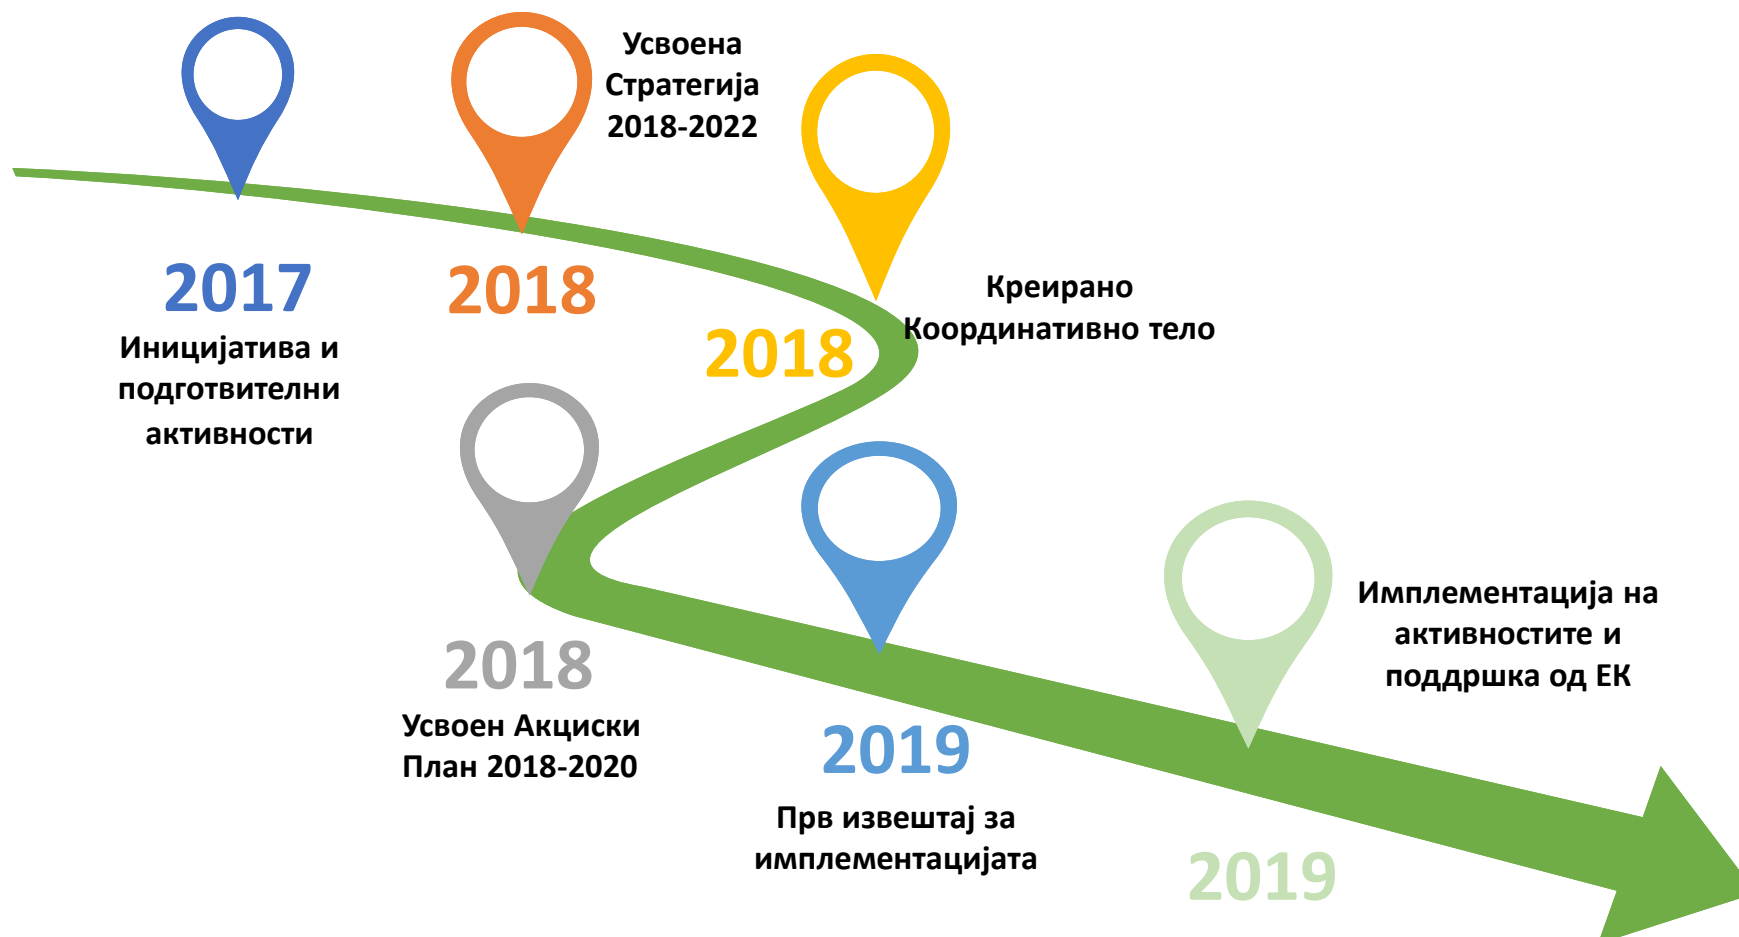 2017
Иницијатива и
подготвителни
активности
Усвоена
Стратегија
2018-2022
2018
Креирано
Координативно тело
2018
2018
Усвоен Акциски
План 2018-2020
2019
Прв извештај за
имплементацијата
Имплементација на
активностите и
поддршка од ЕК
2019